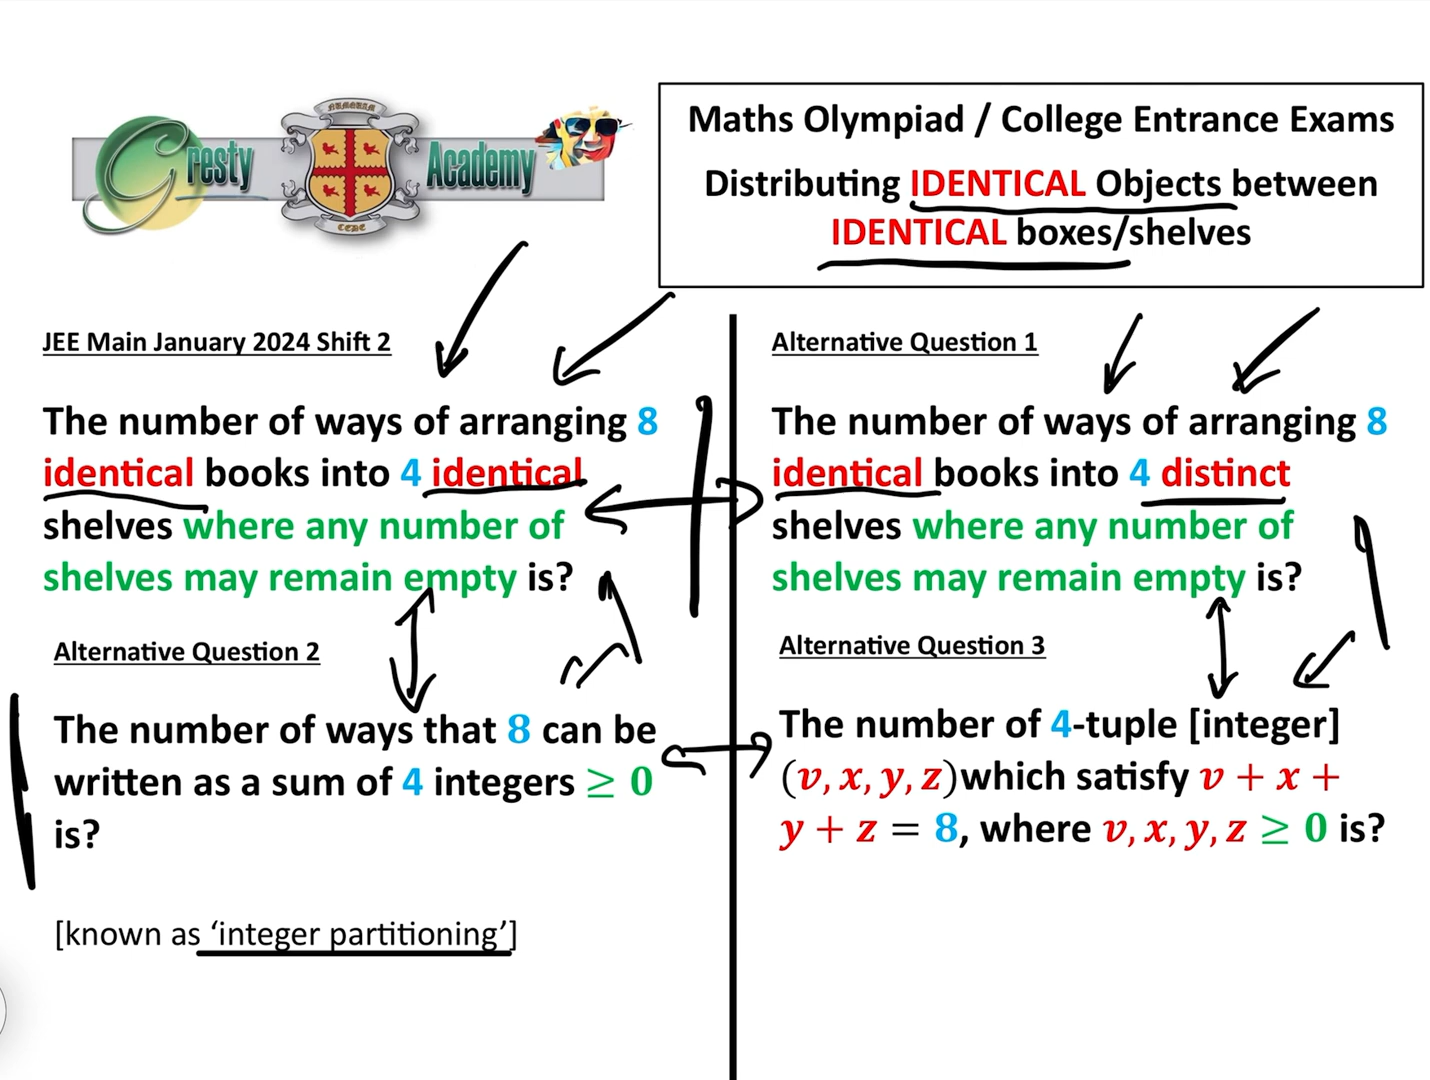 NUMERUM
Gresty Academy
CEDE
Maths Olympiad / College Entrance Exams
Distributing IDENTICAL Objects between
IDENTICAL boxes/shelves
JEE Main January 2024 Shift 2
The number of ways of arranging 8
identical books into 4 identical
shelves where any number of
shelves may remain empty is?
Alternative Question 2
The number of ways that 8 can be
written as a sum of 4 integers ≥ 0
is?
[known as ‘integer partitioning’]
Alternative Question 1
The number of ways of arranging 8
identical books into 4 distinct
shelves where any number of
shelves may remain empty is?
Alternative Question 3
The number of 4-tuple [integer]
(v, x, y, z)which satisfy v + x +
y + z = 8, where v, x, y, z ≥ 0 is?